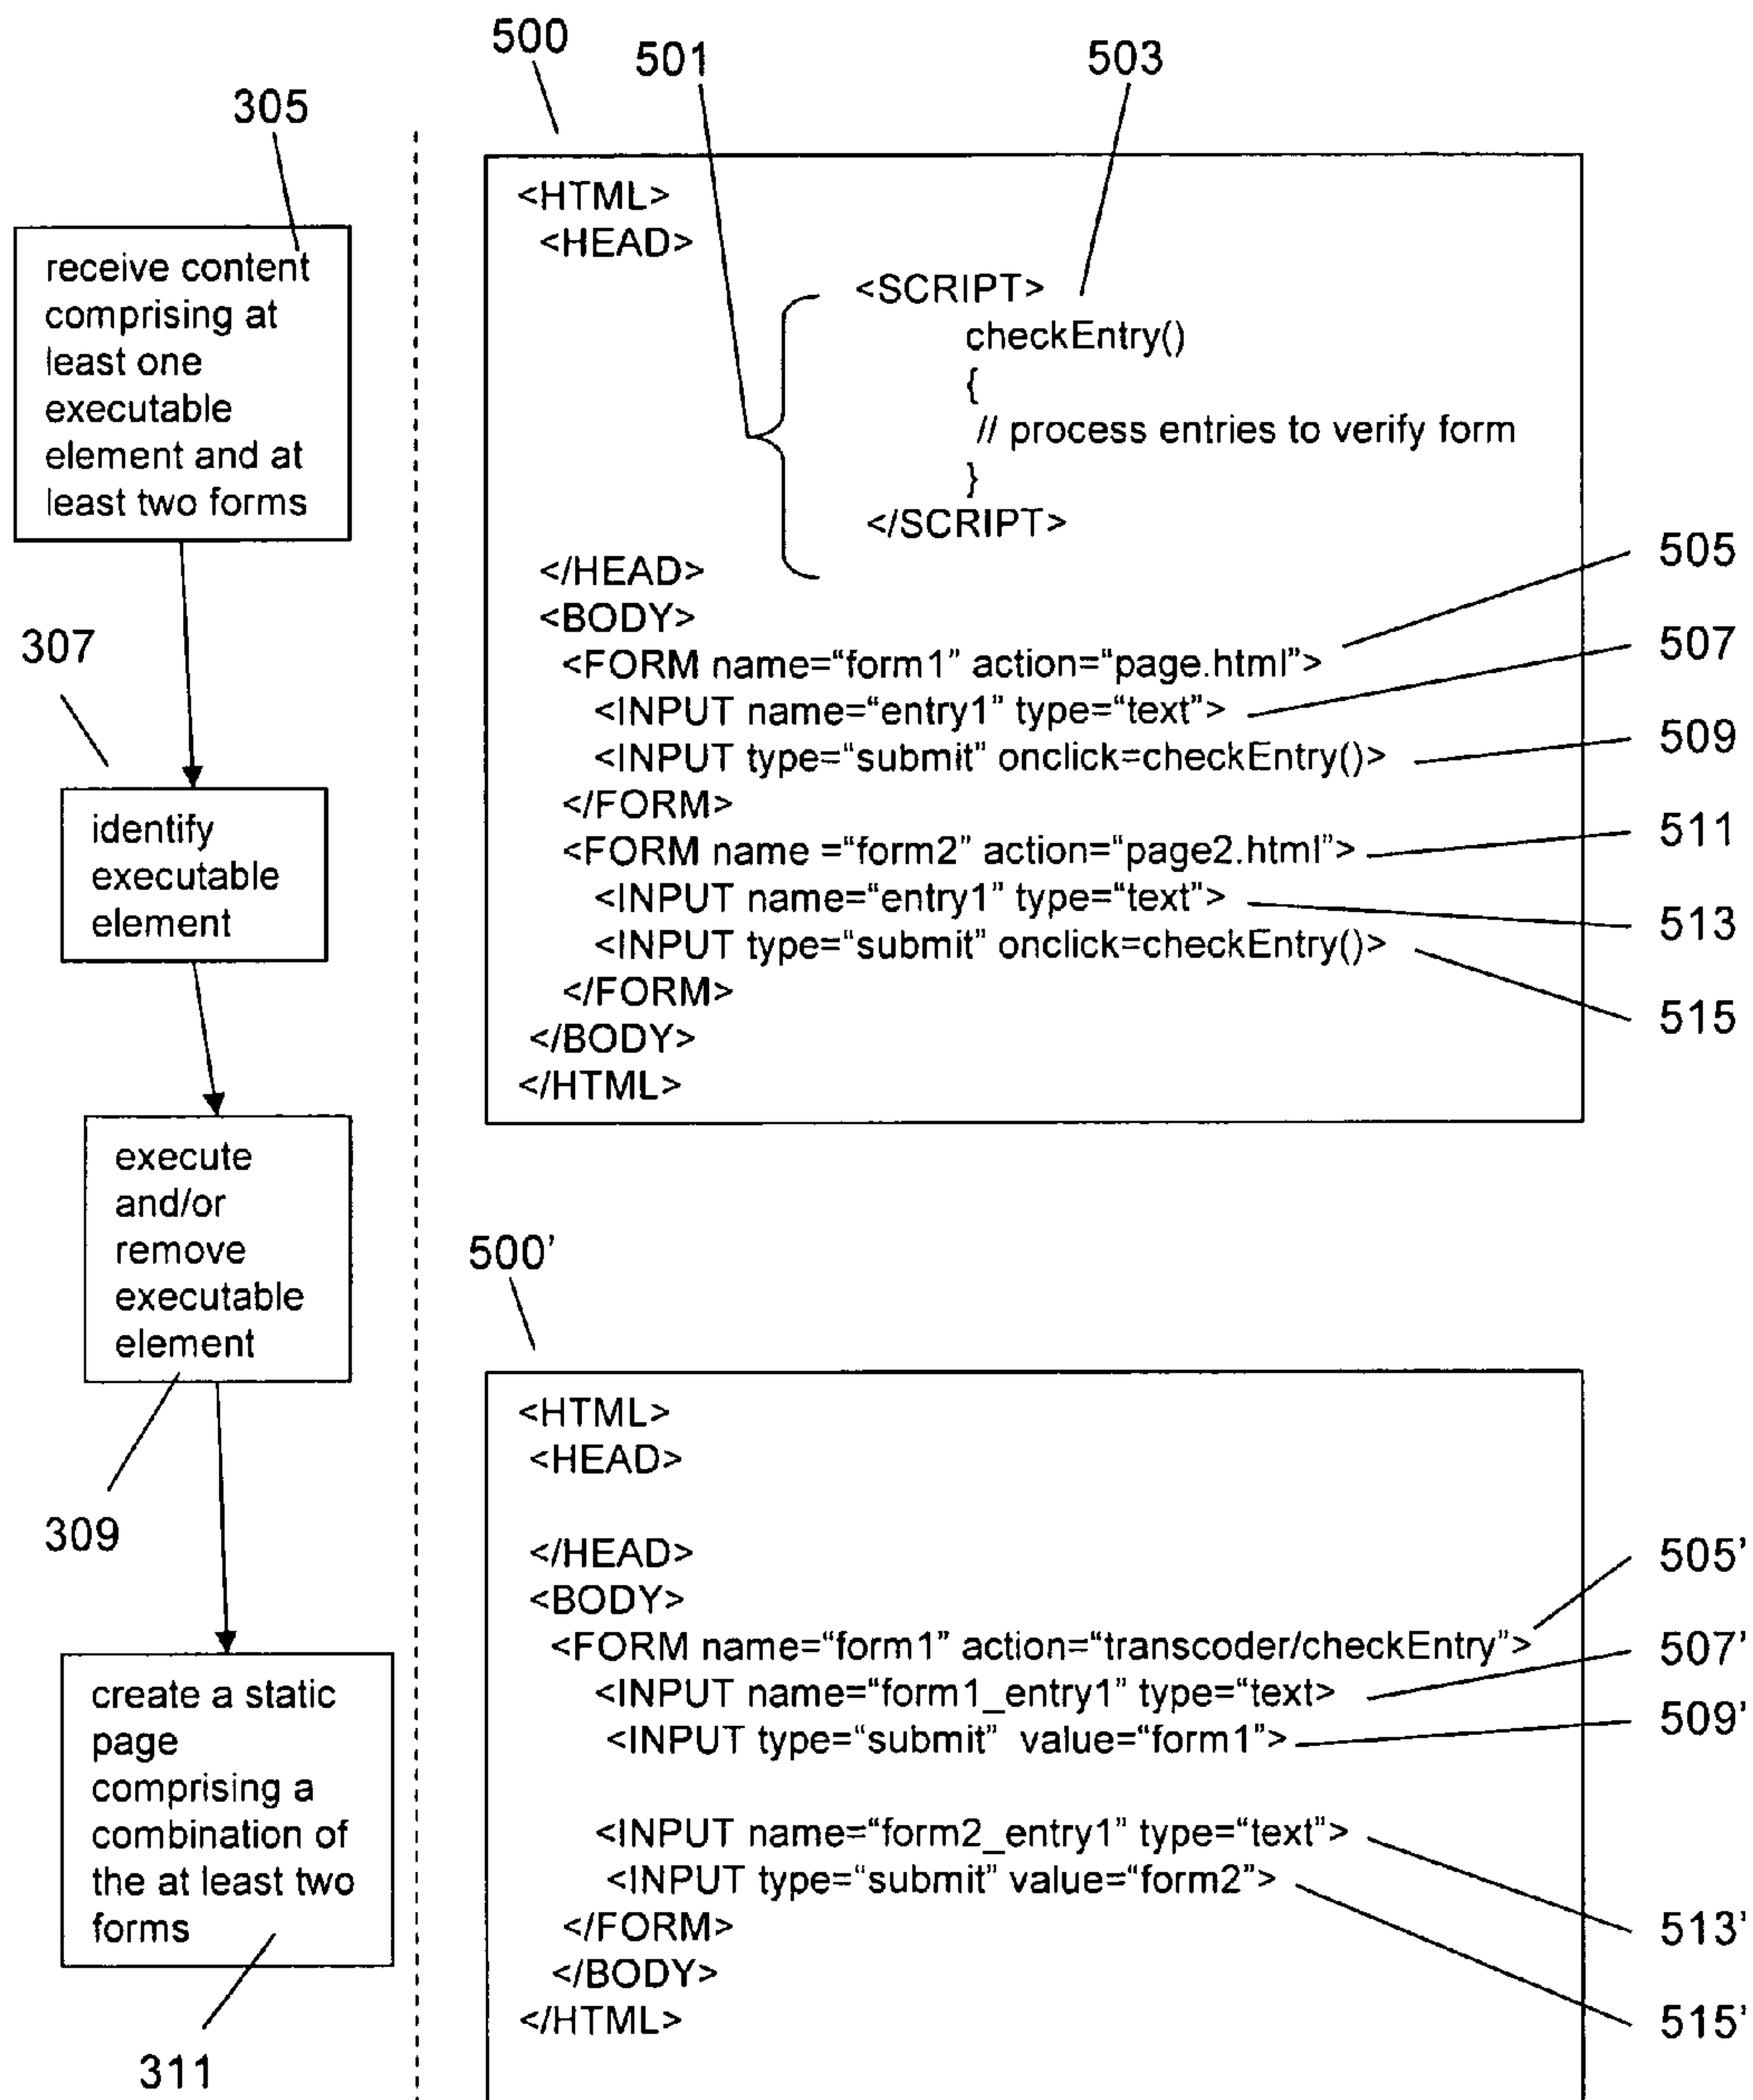 305
receive content
comprising at
least one
executable
element and at
least two forms
307
identify
executable
element
execute
and/or
remove
executable
element
309
create a static
page
comprising a
combination of
the at least two
forms
311
500
501
503
<HTML>
<HEAD>
<SCRIPT>
checkEntry()
{
// process entries to verify form
}
</SCRIPT>
</HEAD>
<BODY>
<FORM name=“form1” action=“page.html”>
<INPUT name=“entry1” type=“text”>
<INPUT type=“submit” onclick=checkEntry()>
</FORM>
<FORM name =“form2” action=“page2.html”>
<INPUT name=“entry1” type=“text”>
<INPUT type=“submit” onclick=checkEntry()>
</FORM>
</BODY>
</HTML>
505
507
509
511
513
515
500’
<HTML>
<HEAD>
</HEAD>
<BODY>
<FORM name=“form1” action=“transcoder/checkEntry”>
<INPUT name=“form1_entry1” type=“text>
<INPUT type=“submit” value=“form1”>
<INPUT name=“form2_entry1” type=“text”>
<INPUT type=“submit” value=“form2”>
</FORM>
</BODY>
</HTML>
505’
507’
509’
513’
515’